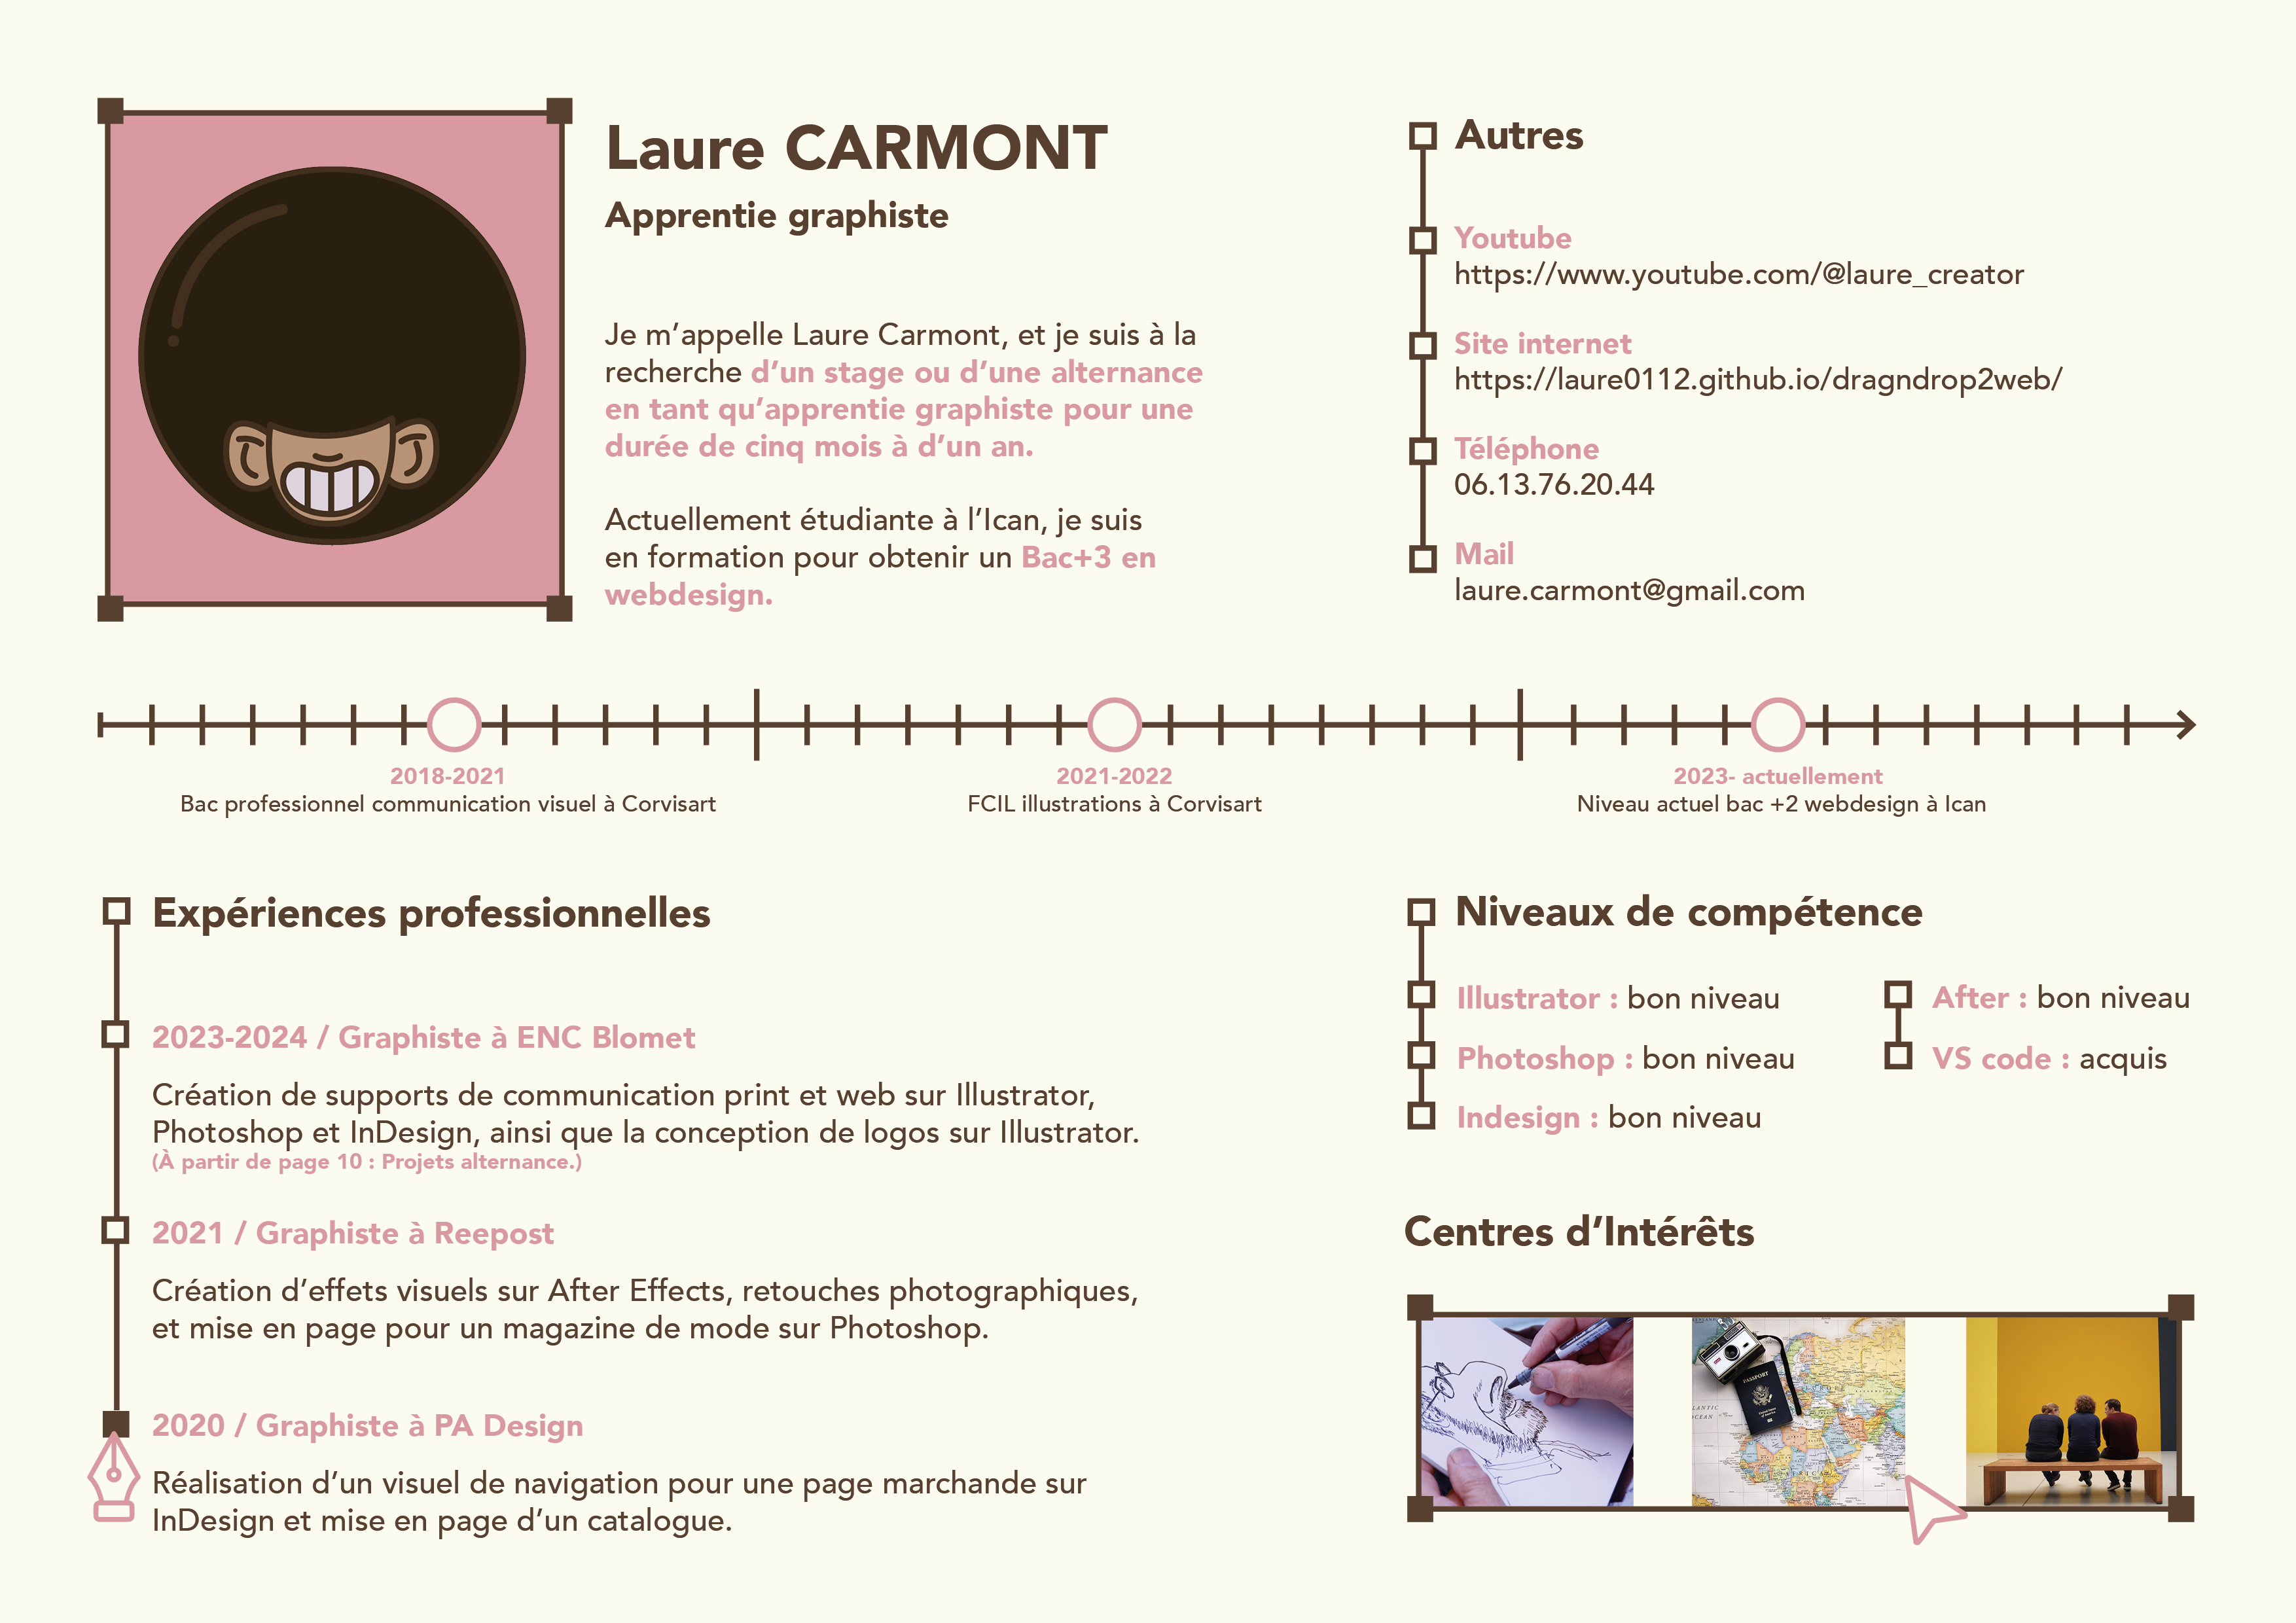 Laure CARMONT
Apprentie graphiste
Je m’appelle Laure Carmont, et je suis à la
recherche d’un stage ou d’une alternance
en tant qu’apprentie graphiste pour une
durée de cinq mois à d’un an.
Actuellement étudiante à l’Ican, je suis
en formation pour obtenir un Bac+3 en
webdesign.
Autres
Youtube
https://www.youtube.com/@laure_creator
Site internet
https://laure0112.github.io/dragndrop2web/
Téléphone
06.13.76.20.44
Mail
laure.carmont@gmail.com
2018-2021
Bac professionnel communication visuel à Corvisart
2021-2022
FCIL illustrations à Corvisart
2023- actuellement
Niveau actuel bac +2 webdesign à Ican
Expériences professionnelles
2023-2024 / Graphiste à ENC Blomet
Création de supports de communication print et web sur Illustrator,
Photoshop et InDesign, ainsi que la conception de logos sur Illustrator.
(À partir de page 10 : Projets alternance.)
2021 / Graphiste à Reepost
Création d’effets visuels sur After Effects, retouches photographiques,
et mise en page pour un magazine de mode sur Photoshop.
2020 / Graphiste à PA Design
Réalisation d’un visuel de navigation pour une page marchande sur
InDesign et mise en page d’un catalogue.
Niveaux de compétence
Illustrator : bon niveau
Photoshop : bon niveau
Indesign : bon niveau
After : bon niveau
VS code : acquis
Centres d’Intérêts
PASSPORT